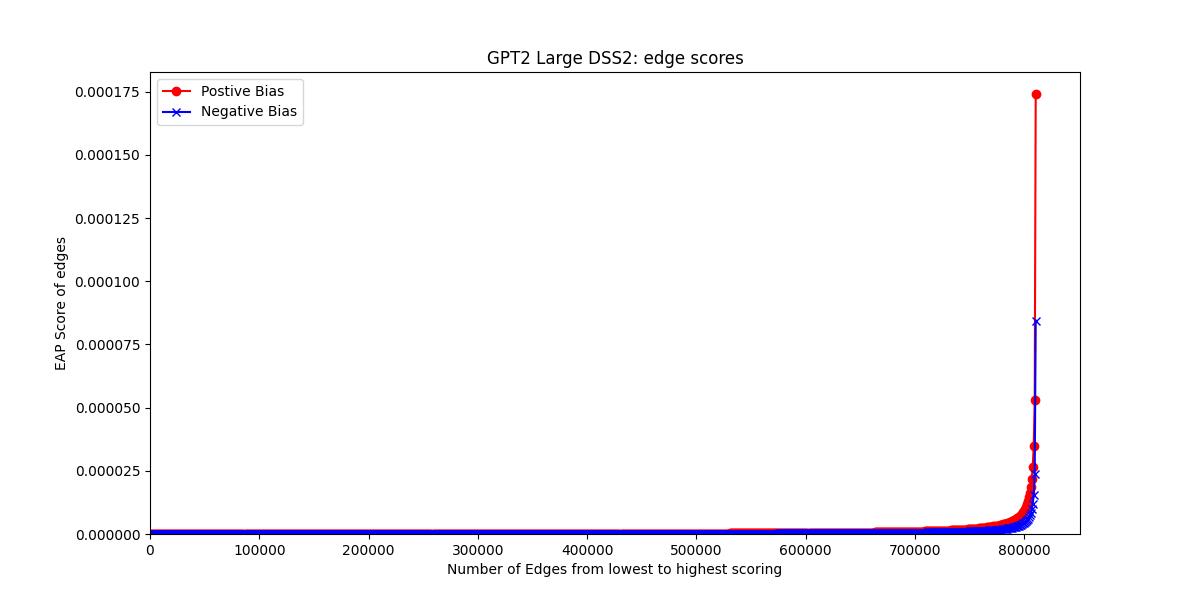 GPT2 Large DSS2: edge scores
Postive Bias
Negative Bias
0.000175
0.000150
0.000125
0.000100
0.000075
0.000050
0.000025
0.000000
EAP Score of edges
0 100000 200000 300000 400000 500000 600000 700000 800000
Number of Edges from lowest to highest scoring